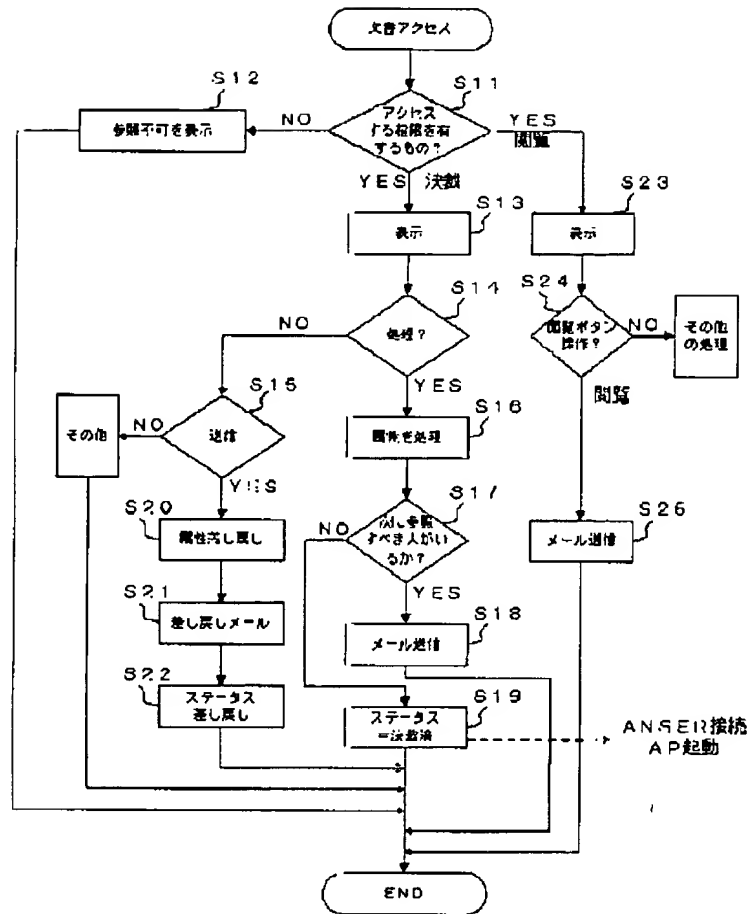 文書アクセス
S12
S11
アクセス
する権限を有
するもの?
NO
参照不可を表示
YES
閲覧
YES 決裁
S13
表示
S23
表示
S14
処理?
NO
YES
S24
閲覧ボタン
操作?
NO
その他
の処理
閲覧
S15
送信
NO
その他
YES
S16
属性を処理
S17
次に参照
すべき人がい
るか?
NO
YES
S20
属性差し戻し
S21
差し戻しメール
S22
ステータス
差し戻し
S18
メール送信
S26
メール送信
S19
ステータス
=決裁済
ANSER接続
AP起動
END